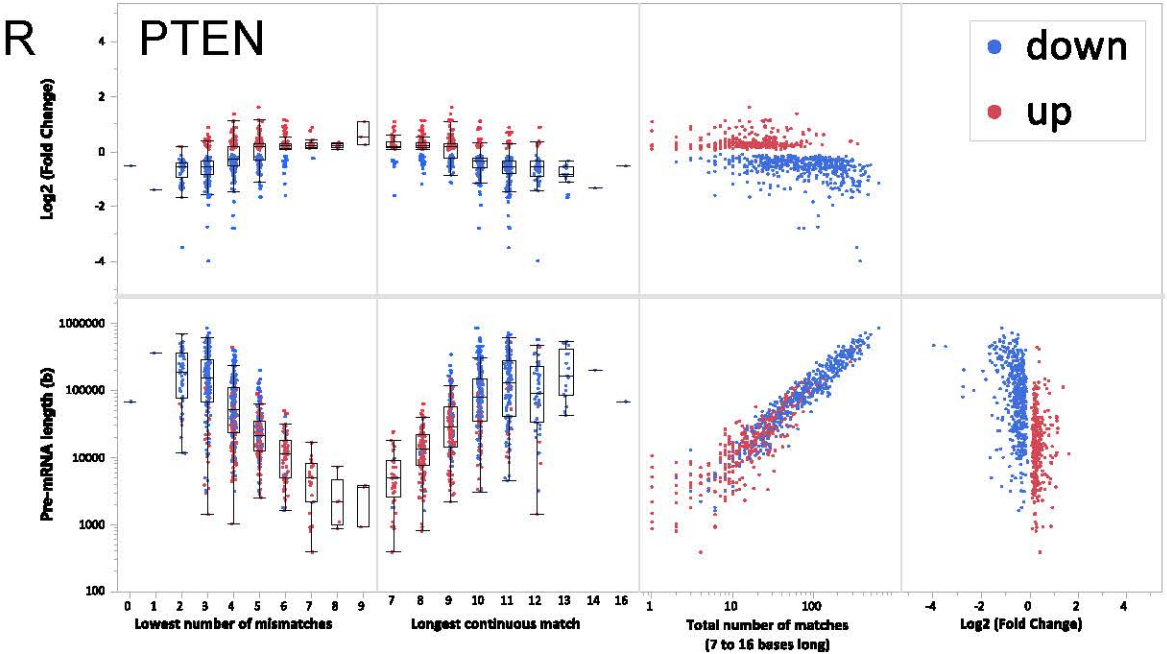 R PTEN
down
up
Log2 (Fold Change)
4
2
0
-2
-4
Pre-mRNA length (b)
1000000
100000
10000
1000
100
0 1 2 3 4 5 6 7 8 9
7 8 9 10 11 12 13 14 16
1 10 100
-4 -2 0 2 4
Lowest number of mismatches
Longest continuous match
Total number of matches
(7 to 16 bases long)
Log2 (Fold Change)